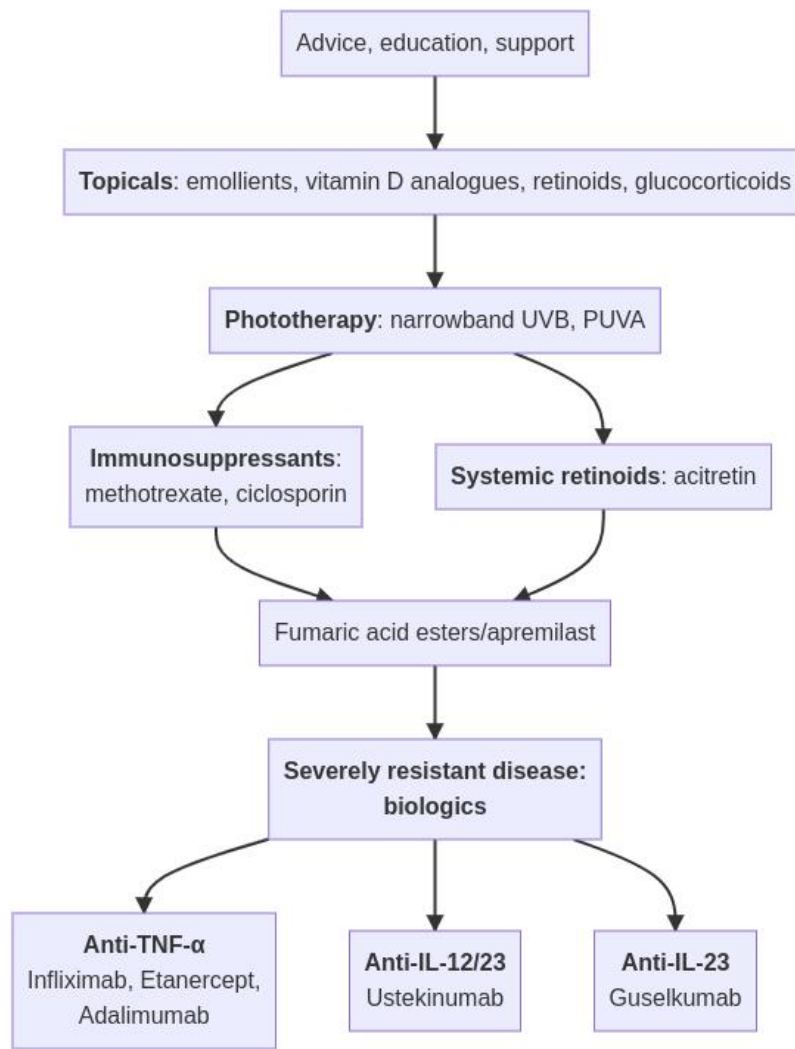 Advice, education, support
Topicals: emollients, vitamin D analogues, retinoids, glucocorticoids
Phototherapy: narrowband UVB, PUVA
Immunosuppressants:
methotrexate, ciclosporin
Systemic retinoids: acitretin
Fumaric acid esters/apremilast
Severely resistant disease:
biologics
Anti-TNF-α
Infliximab, Etanercept,
Adalimumab
Anti-IL-12/23
Ustekinumab
Anti-IL-23
Guselkumab